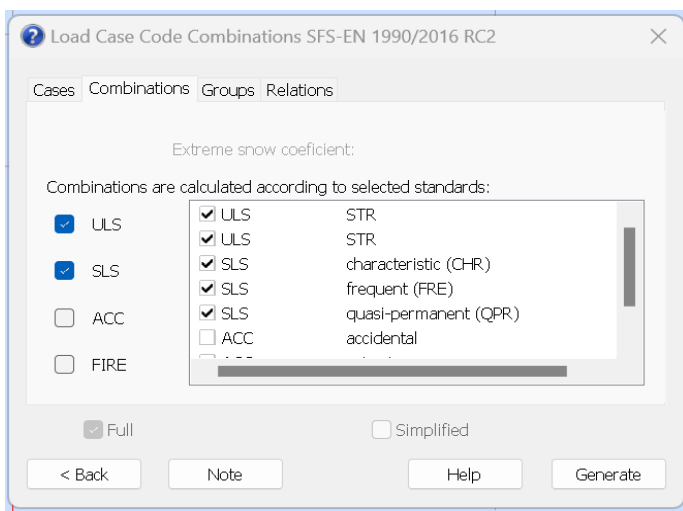 Load Case Code Combinations SFS-EN 1990/2016 RC2
Cases Combinations Groups Relations
Extreme snow coeficient:
Combinations are calculated according to selected standards:
ULS
SLS
ACC
FIRE
ULS STR
ULS STR
SLS characteristic (CHR)
SLS frequent (FRE)
SLS quasi-permanent (QPR)
ACC accidental
Full Simplified
< Back Note Help Generate